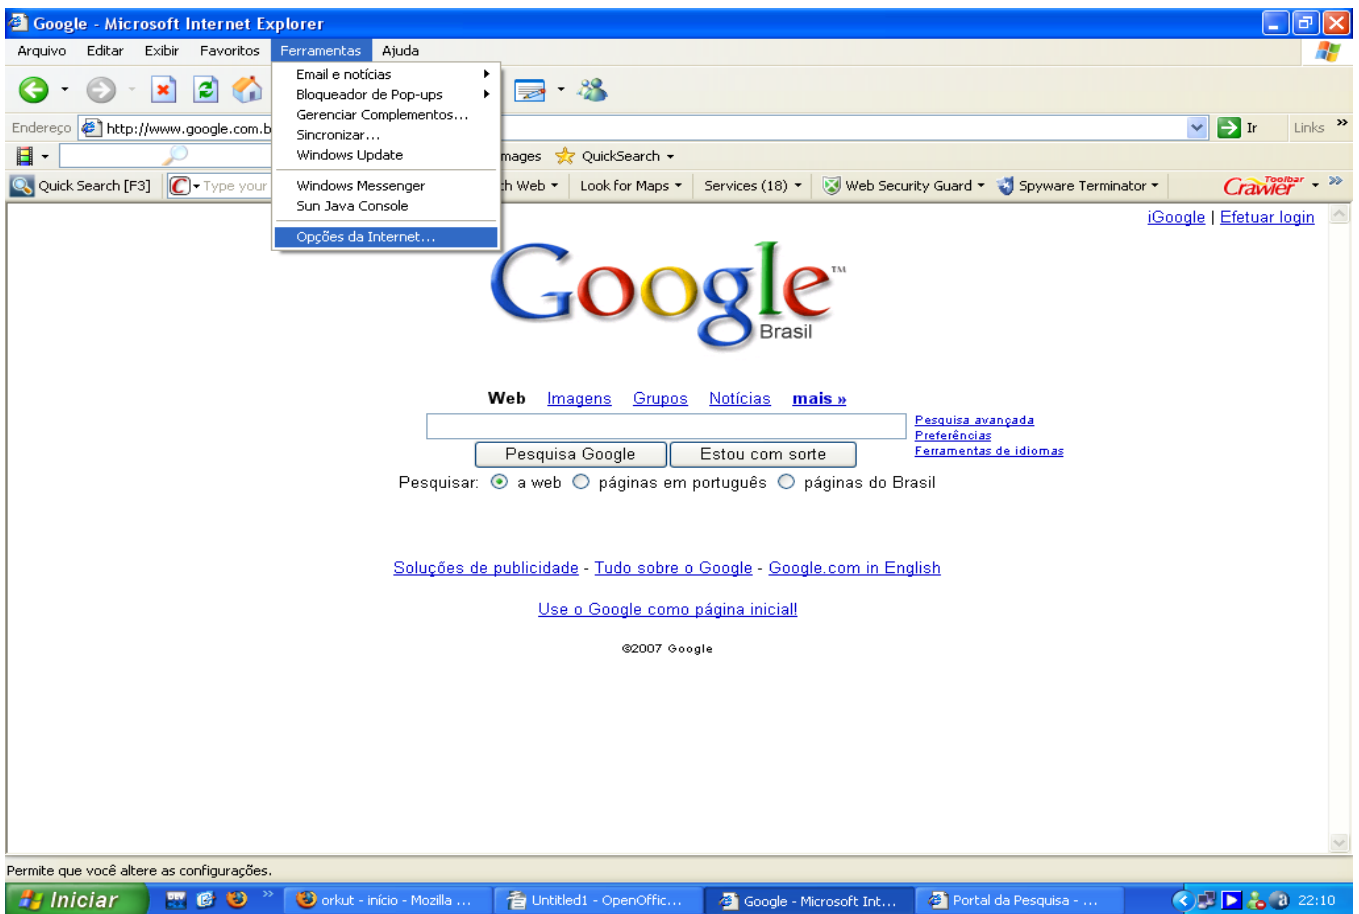 Google - Microsoft Internet Explorer
Arquivo Editar Exibir Favoritos Ferramentas Ajuda
Email e notícias
Bloqueador de Pop-ups
Gerenciar Complementos...
Sincronizar...
Windows Update
Windows Messenger
Sun Java Console
Opções da Internet...
Endereço http://www.google.com.b Ir Links »
mages QuickSearch
Quick Search [F3] Type your h Web Look for Maps Services (18) Web Security Guard Spyware Terminator Crawler Toolbar »
iGoogle | Efetuar login
Google™
Brasil
Web Imagens Grupos Notícias mais »
Pesquisa avançada
Preferências
Ferramentas de idiomas
Pesquisa Google Estou com sorte
Pesquisar: a web páginas em português páginas do Brasil
Soluções de publicidade - Tudo sobre o Google - Google.com in English
Use o Google como página inicial!
©2007 Google
Permite que você altere as configurações.
Iniciar » orkut - início - Mozilla ... Untitled1 - OpenOffic... Google - Microsoft Int... Portal da Pesquisa - ... 22:10